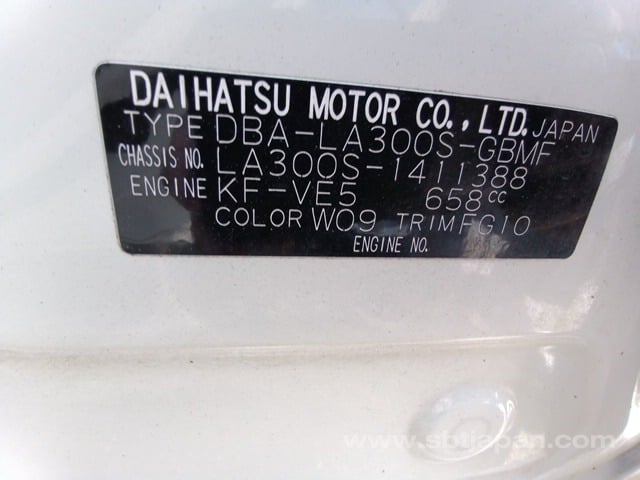 DAIHATSU MOTOR CO., LTD. JAPAN
TYPE DBA-LA300S-GBMF
CHASSIS NO. LA300S-1411388
ENGINE KF-VE5 658cc
COLOR W09 TRIM FG10
ENGINE NO.
www.sbtjapan.com